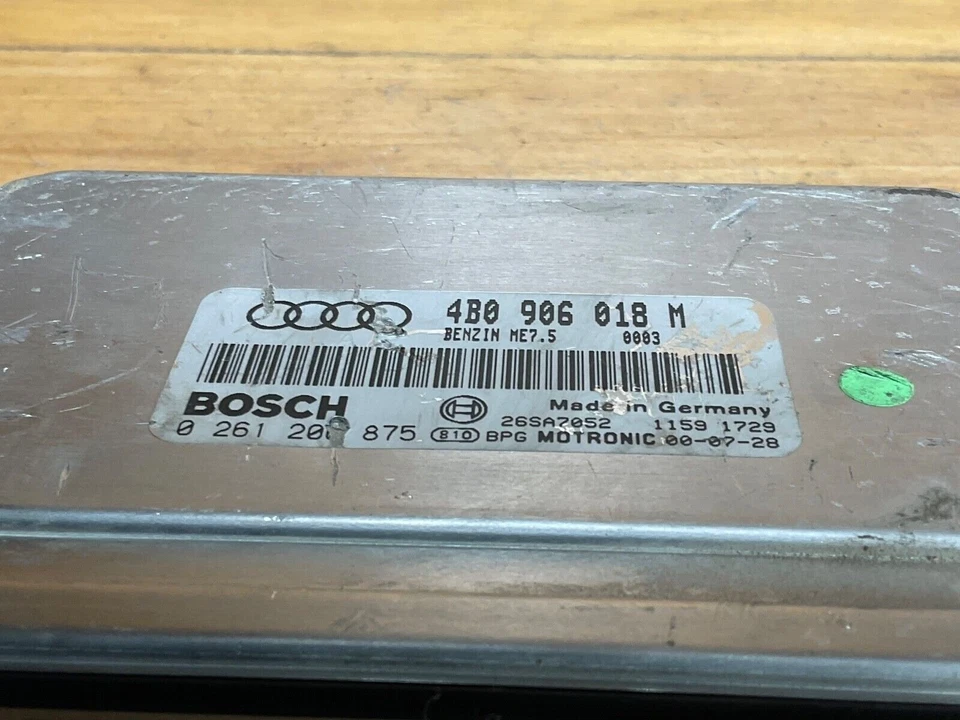 4B0 906 018 M
BENZIN ME7.5 0003
BOSCH Made in Germany
26SA7052 1159 1729
0 261 875 810 BPG MOTRONIC 00-07-28